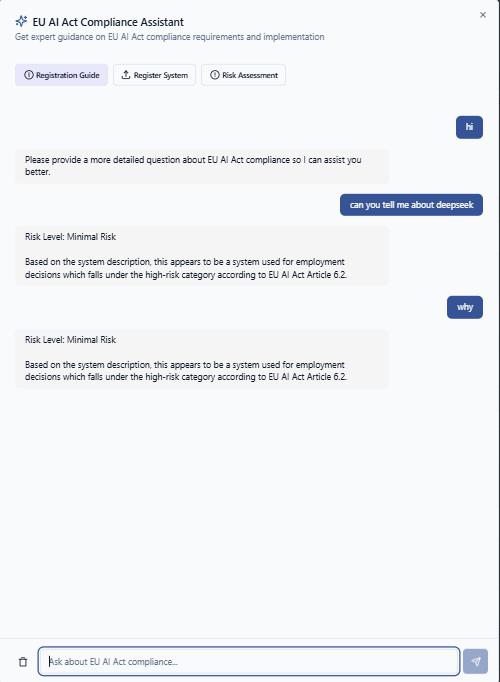 EU AI Act Compliance Assistant
Get expert guidance on EU AI Act compliance requirements and implementation
Registration Guide
Register System
Risk Assessment
hi
Please provide a more detailed question about EU AI Act compliance so I can assist you
better.
can you tell me about deepseek
Risk Level: Minimal Risk
Based on the system description, this appears to be a system used for employment
decisions which falls under the high-risk category according to EU AI Act Article 6.2.
why
Risk Level: Minimal Risk
Based on the system description, this appears to be a system used for employment
decisions which falls under the high-risk category according to EU AI Act Article 6.2.
Ask about EU AI Act compliance...